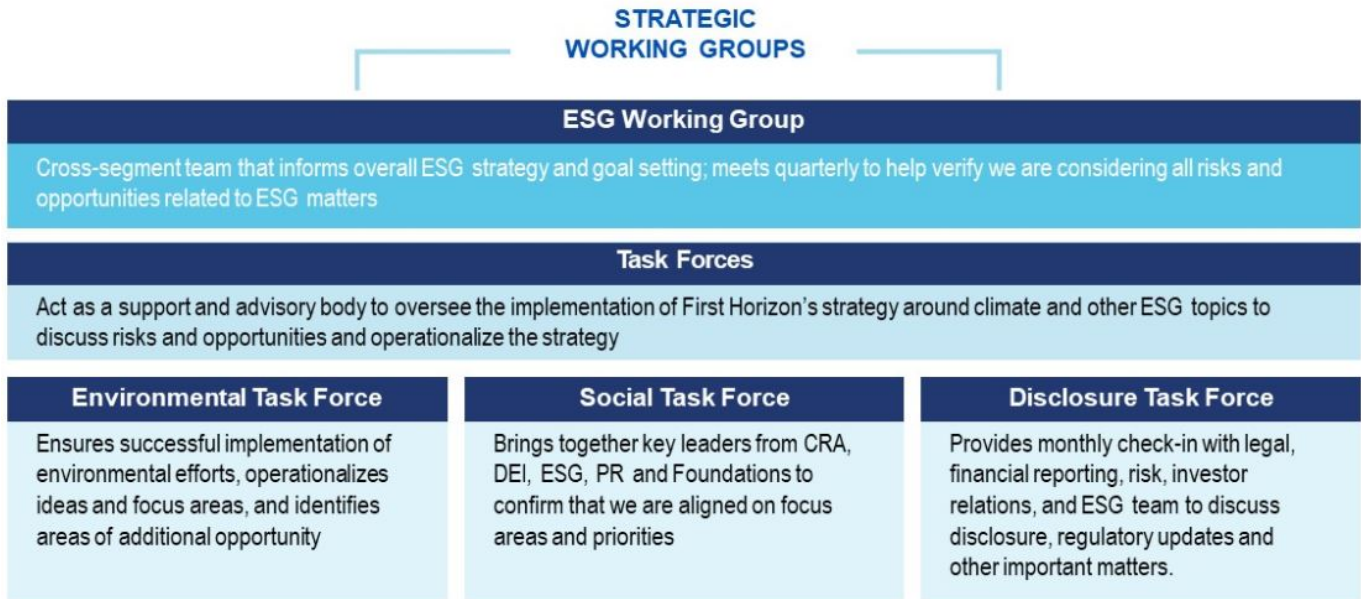 STRATEGIC
WORKING GROUPS
ESG Working Group
Cross-segment team that informs overall ESG strategy and goal setting; meets quarterly to help verify we are considering all risks and
opportunities related to ESG matters
Task Forces
Act as a support and advisory body to oversee the implementation of First Horizon's strategy around climate and other ESG topics to
discuss risks and opportunities and operationalize the strategy
Environmental Task Force
Ensures successful implementation of
environmental efforts, operationalizes
ideas and focus areas, and identifies
areas of additional opportunity
Social Task Force
Brings together key leaders from CRA,
DEI, ESG, PR and Foundations to
confirm that we are aligned on focus
areas and priorities
Disclosure Task Force
Provides monthly check-in with legal,
financial reporting, risk, investor
relations, and ESG team to discuss
disclosure, regulatory updates and
other important matters.